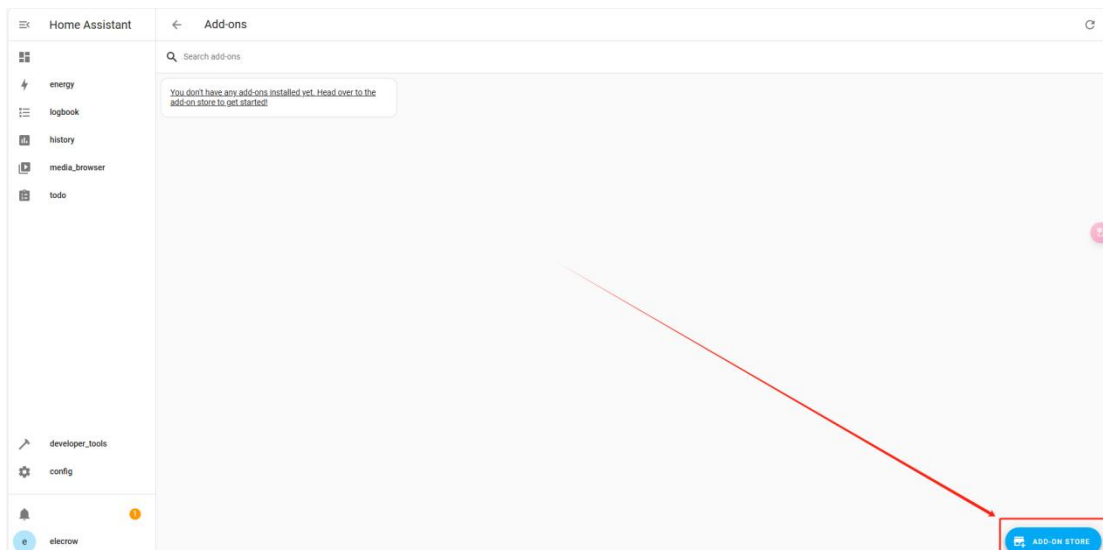 Home Assistant
Add-ons
Search add-ons
energy
You don't have any add-ons installed yet. Head over to the
add-on store to get started!
logbook
history
media_browser
todo
developer_tools
config
1
e
elecrow
ADD-ON STORE